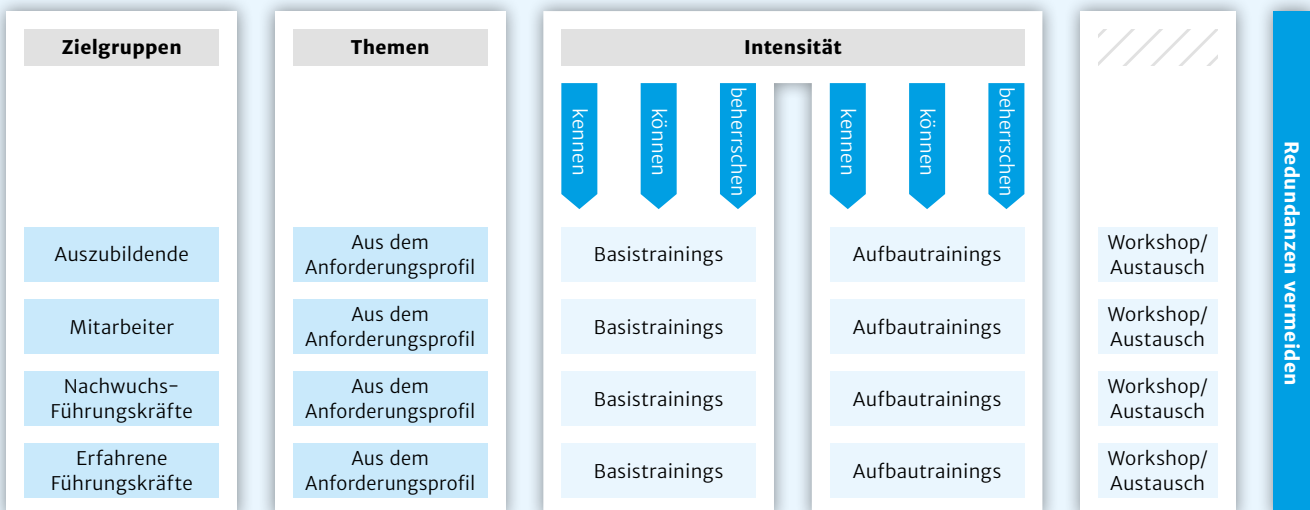 Zielgruppen
Themen
Intensität
kennen
können
beherrschen
kennen
können
beherrschen
Auszubildende
Aus dem
Anforderungsprofil
Basistrainings
Aufbautrainings
Workshop/
Austausch
Mitarbeiter
Aus dem
Anforderungsprofil
Basistrainings
Aufbautrainings
Workshop/
Austausch
Nachwuchs-
Führungskräfte
Aus dem
Anforderungsprofil
Basistrainings
Aufbautrainings
Workshop/
Austausch
Erfahrene
Führungskräfte
Aus dem
Anforderungsprofil
Basistrainings
Aufbautrainings
Workshop/
Austausch
Redundanzen vermeiden